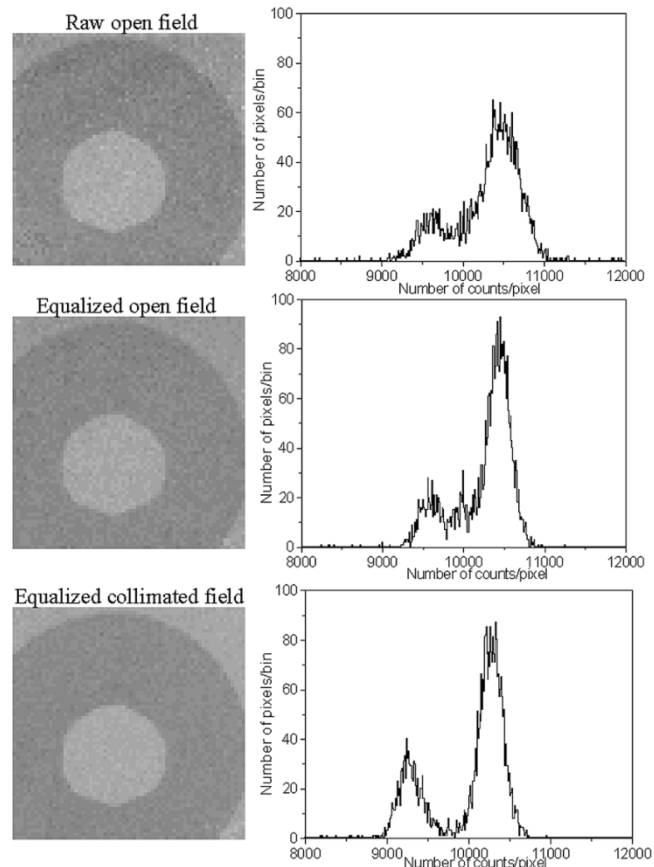 Raw open field
Number of pixels/bin
100
80
60
40
20
0
8000 9000 10000 11000 12000
Number of counts/pixel
Equalized open field
Number of pixels/bin
100
80
60
40
20
0
8000 9000 10000 11000 12000
Number of counts/pixel
Equalized collimated field
Number of pixels/bin
100
80
60
40
20
0
8000 9000 10000 11000 12000
Number of counts/pixel